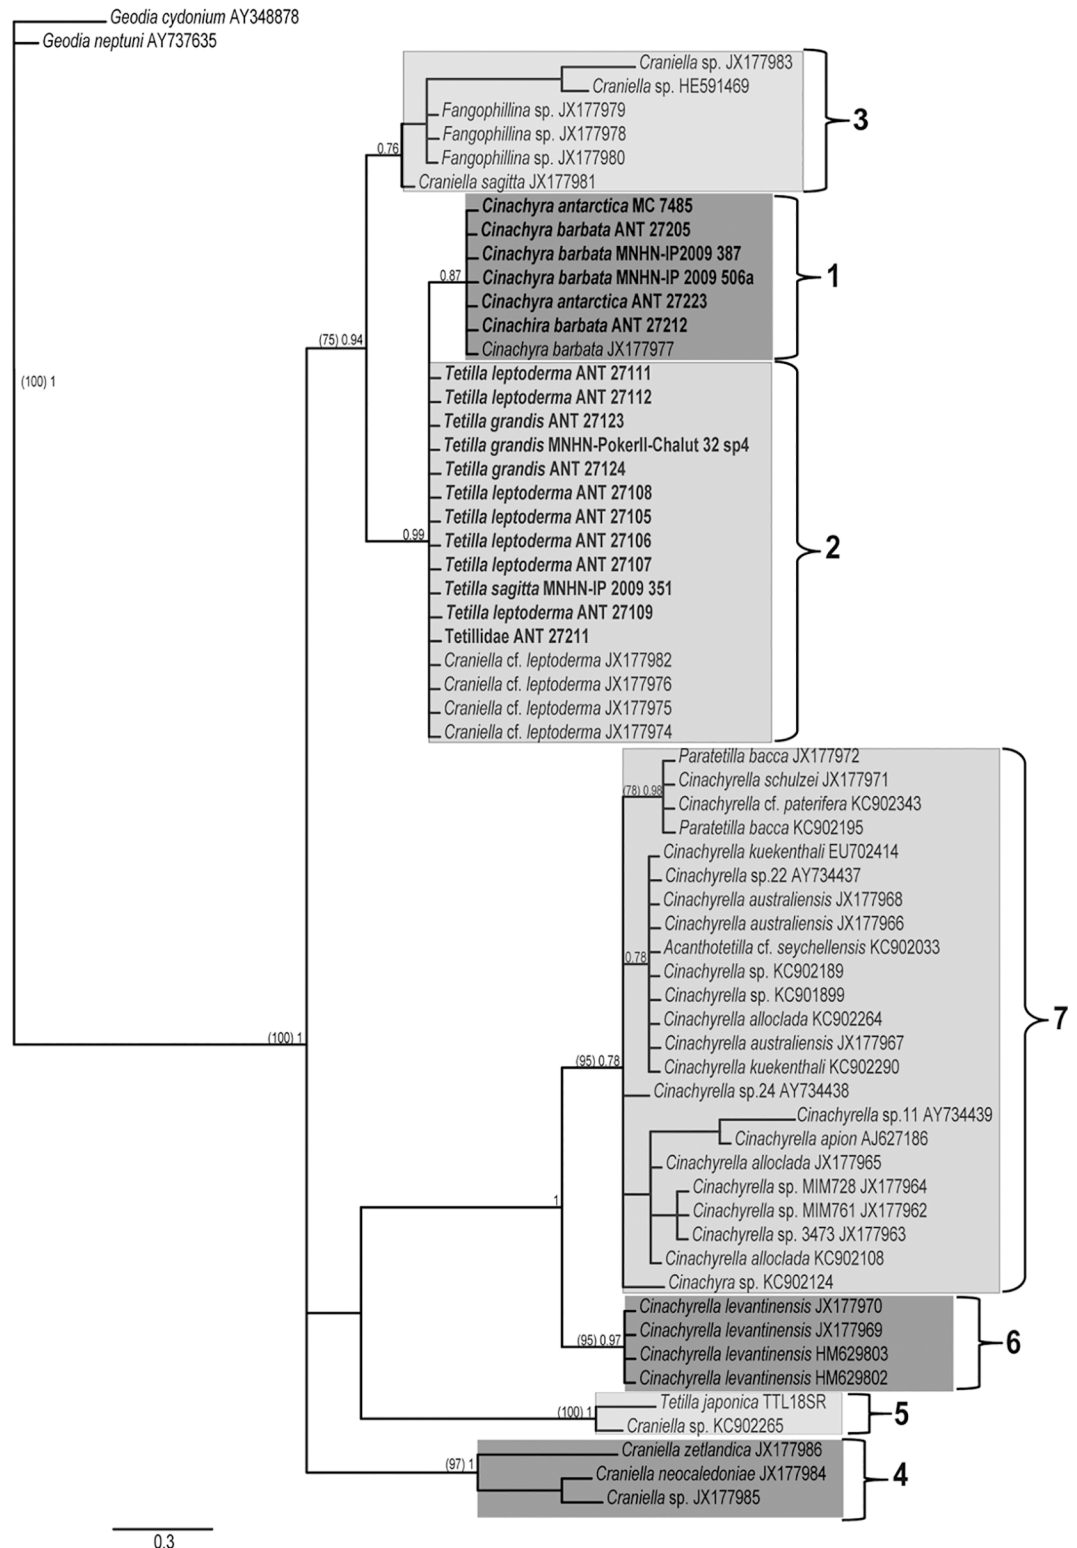 Geodia cydonium AY348878
Geodia neptuni AY737635
Craniella sp. JX177983
Craniella sp. HE591469
Fangophillina sp. JX177979
3
Fangophillina sp. JX177978
0.76
Fangophillina sp. JX177980
Craniella sagitta JX177981
Cinachyra antarctica MC 7485
Cinachyra barbata ANT 27205
Cinachyra barbata MNHN-IP2009 387
0.87
Cinachyra barbata MNHN-IP 2009 506a
1
Cinachyra antarctica ANT 27223
Cinachira barbata ANT 27212
(75) 0.94
Cinachyra barbata JX177977
Tetilla leptoderma ANT 27111
(100) 1
Tetilla leptoderma ANT 27112
Tetilla grandis ANT 27123
Tetilla grandis MNHN-PokerII-Chalut 32 sp4
Tetilla grandis ANT 27124
Tetilla leptoderma ANT 27108
Tetilla leptoderma ANT 27105
0.99
Tetilla leptoderma ANT 27106
2
Tetilla leptoderma ANT 27107
Tetilla sagitta MNHN-IP 2009 351
Tetilla leptoderma ANT 27109
Tetillidae ANT 27211
Craniella cf. leptoderma JX177982
Craniella cf. leptoderma JX177976
Craniella cf. leptoderma JX177975
Craniella cf. leptoderma JX177974
Paratetilla bacca JX177972
Cinachyrella schulzei JX177971
(78) 0.98
Cinachyrella cf. paterifera KC902343
Paratetilla bacca KC902195
Cinachyrella kuekenthali EU702414
Cinachyrella sp.22 AY734437
Cinachyrella australiensis JX177968
Cinachyrella australiensis JX177966
Acanthotetilla cf. seychellensis KC902033
0.78
Cinachyrella sp. KC902189
Cinachyrella sp. KC901899
Cinachyrella alloclada KC902264
7
(100) 1
Cinachyrella australiensis JX177967
(95) 0.78
Cinachyrella kuekenthali KC902290
Cinachyrella sp.24 AY734438
Cinachyrella sp.11 AY734439
Cinachyrella apion AJ627186
Cinachyrella alloclada JX177965
Cinachyrella sp. MIM728 JX177964
1
Cinachyrella sp. MIM761 JX177962
Cinachyrella sp. 3473 JX177963
Cinachyrella alloclada KC902108
Cinachyra sp. KC902124
Cinachyrella levantinensis JX177970
Cinachyrella levantinensis JX177969
(95) 0.97
6
Cinachyrella levantinensis HM629803
Cinachyrella levantinensis HM629802
Tetilla japonica TTL18SR
(100) 1
5
Craniella sp. KC902265
Craniella zetlandica JX177986
(97) 1
Craniella neocaledoniae JX177984
4
Craniella sp. JX177985
0.3